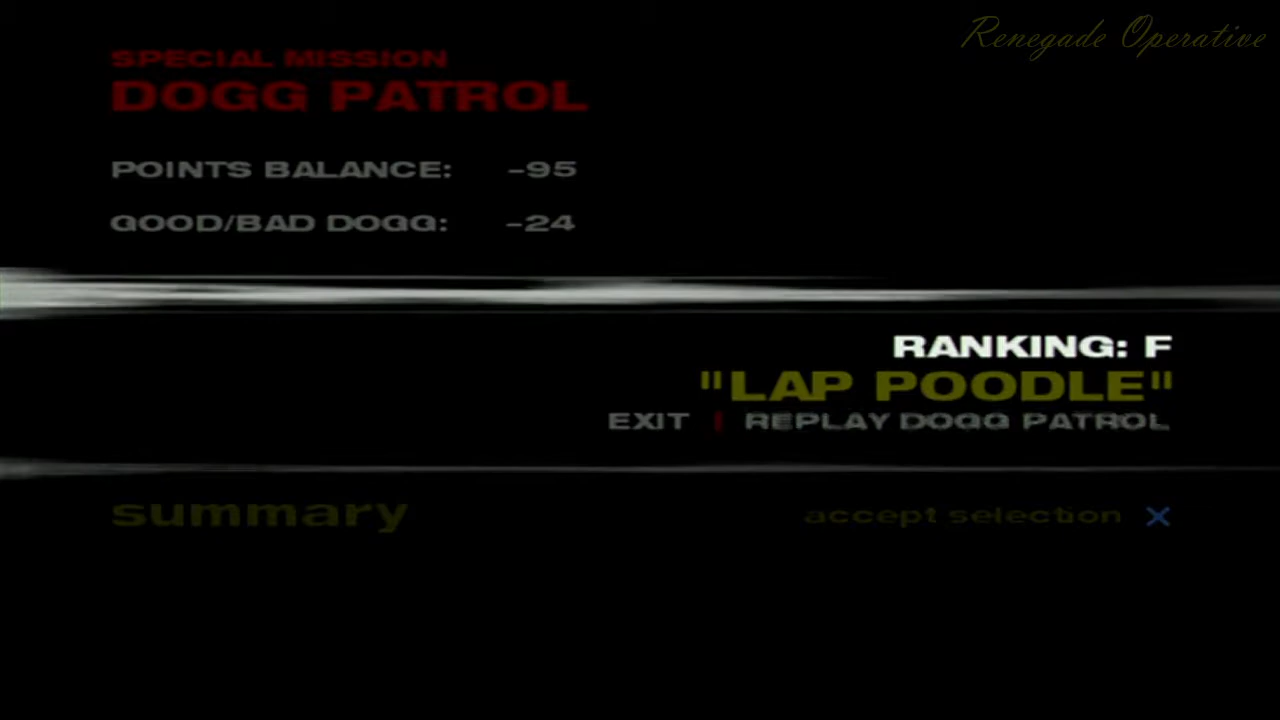 Renegade Operative
SPECIAL MISSION
DOGG PATROL
POINTS BALANCE: -95
GOOD/BAD DOGG: -24
RANKING: F
"LAP POODLE"
EXIT | REPLAY DOGG PATROL
summary
accept selection X